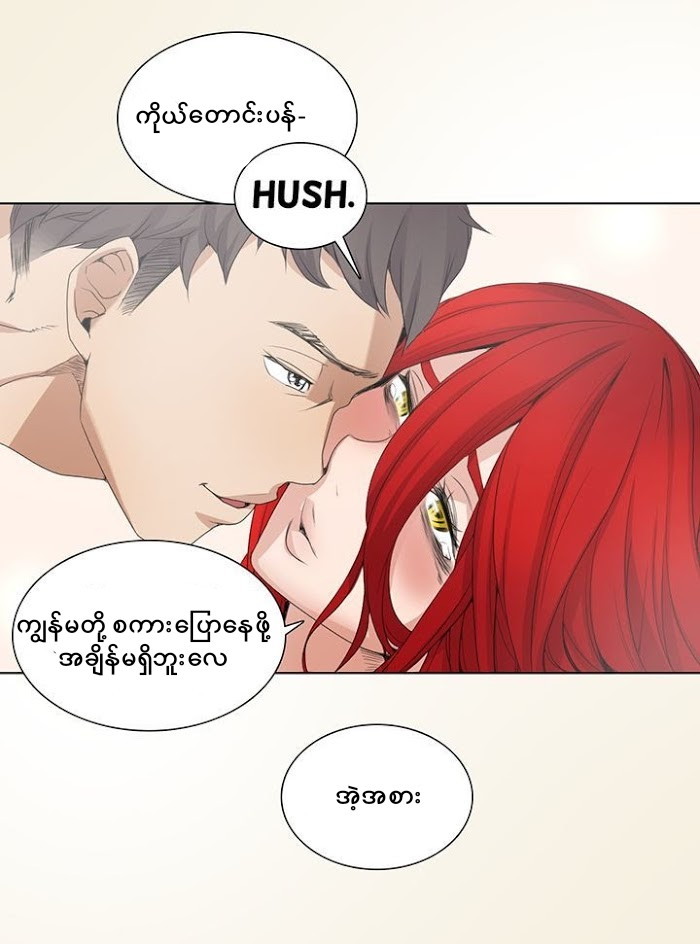 ကိုယ်တောင်းပန်-
HUSH.
ကျွန်မတို့ စကားပြောနေဖို့
အချိန်မရှိဘူးလေ
အဲ့အစား